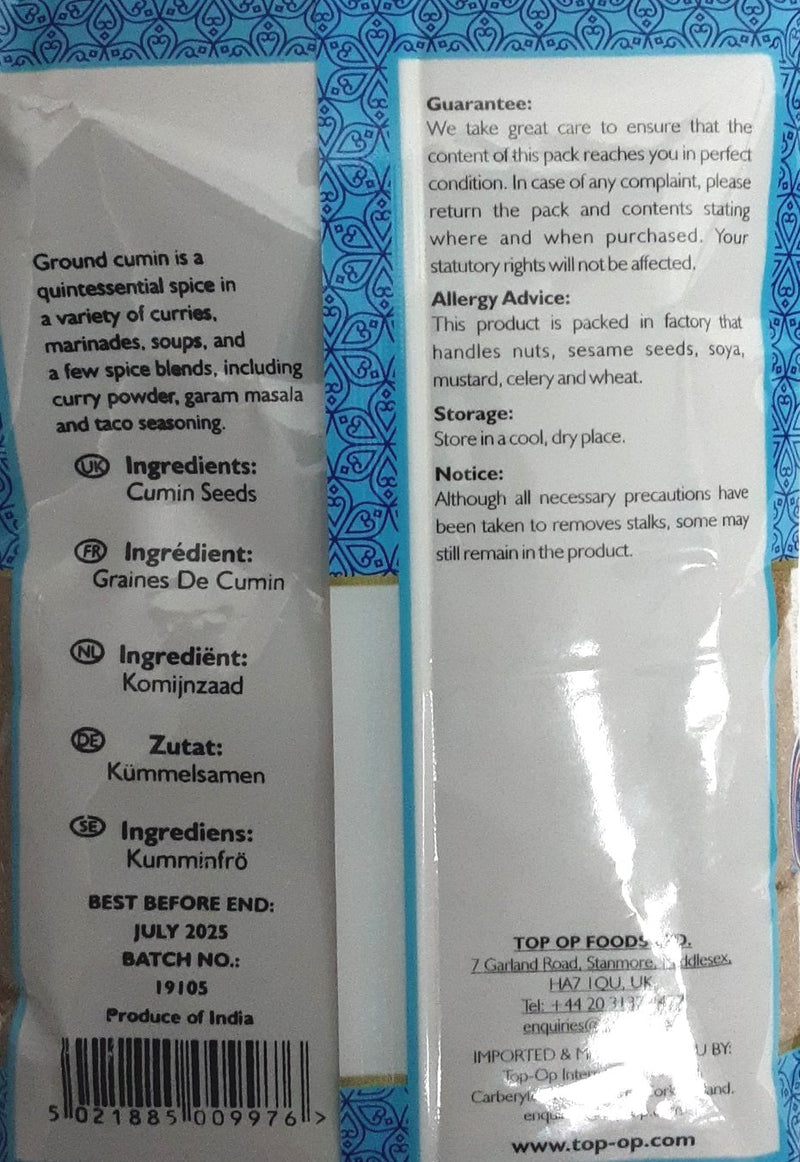 Ground cumin is a
quintessential spice in
a variety of curries,
marinades, soups, and
a few spice blends, including
curry powder, garam masala
and taco seasoning.
UK Ingredients:
Cumin Seeds
FR Ingrédient:
Graines De Cumin
NL Ingrediënt:
Komijnzaad
DE Zutat:
Kümmelsamen
SE Ingrediens:
Kumminfrö
BEST BEFORE END:
JULY 2025
BATCH NO.:
19105
Produce of India
5 021885 009976 >
Guarantee:
We take great care to ensure that the
content of this pack reaches you in perfect
condition. In case of any complaint, please
return the pack and contents stating
where and when purchased. Your
statutory rights will not be affected.
Allergy Advice:
This product is packed in factory that
handles nuts, sesame seeds, soya,
mustard, celery and wheat.
Storage:
Store in a cool, dry place.
Notice:
Although all necessary precautions have
been taken to removes stalks, some may
still remain in the product.
TOP OP FOODS
7 Garland Road, Stanmore,
HA7 1QU, UK
Tel: +44 20
IMPORTED & BY:
Top-Op
www.top-op.com